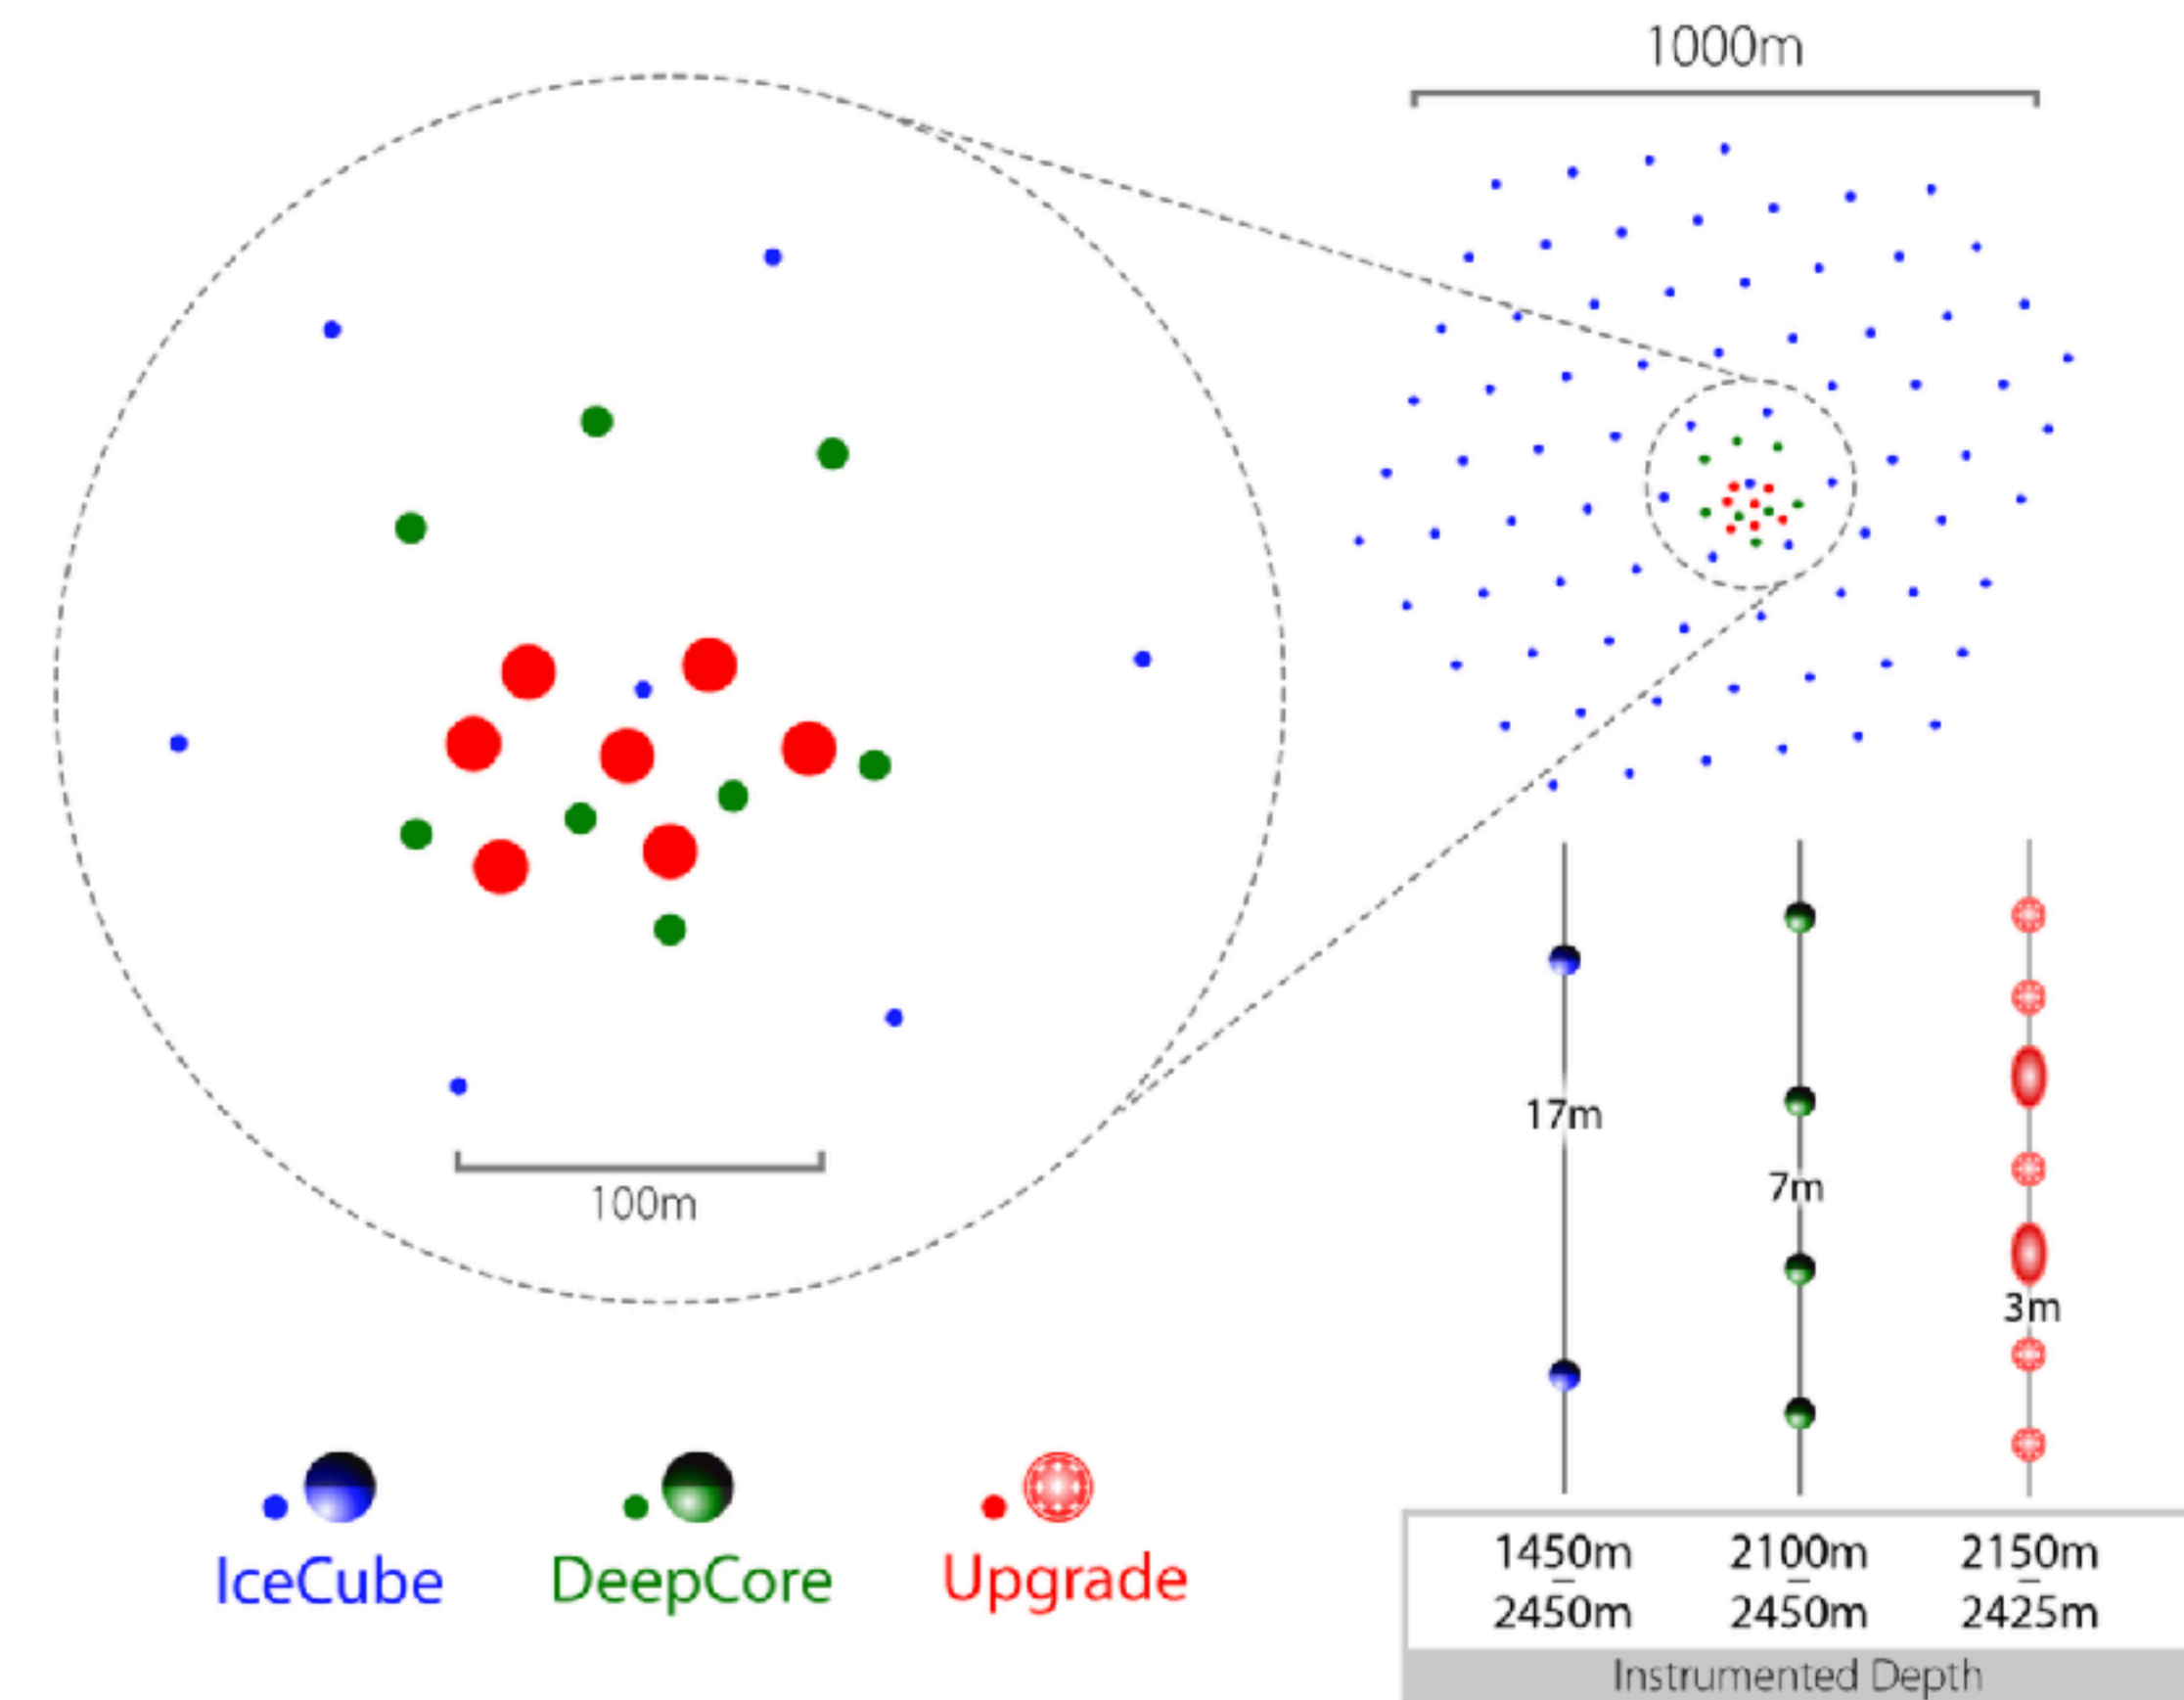 1000m
100m
17m
7m
3m
IceCube
DeepCore
Upgrade
1450m
–
2450m
2100m
–
2450m
2150m
–
2425m
Instrumented Depth